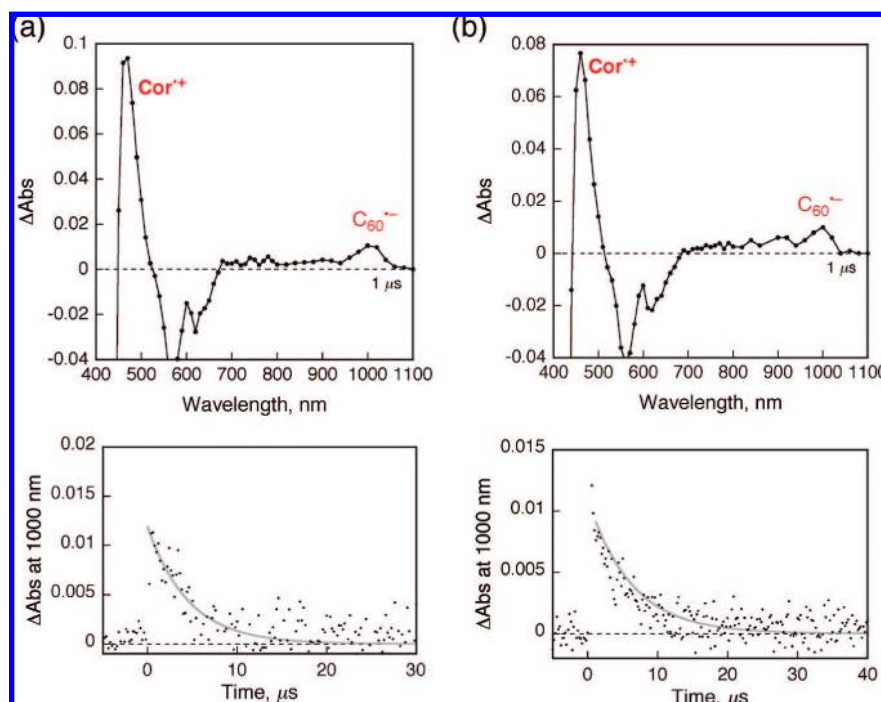 (a)
0.1
0.08
0.06
0.04
0.02
0
-0.02
-0.04
ΔAbs
Cor•+
C60•−
1 μs
400 500 600 700 800 900 1000 1100
Wavelength, nm
(b)
0.08
0.06
0.04
0.02
0
-0.02
-0.04
ΔAbs
Cor•+
C60•−
1 μs
400 500 600 700 800 900 1000 1100
Wavelength, nm
0.02
0.015
0.01
0.005
0
ΔAbs at 1000 nm
0 10 20 30
Time, μs
0.015
0.01
0.005
0
ΔAbs at 1000 nm
0 10 20 30 40
Time, μs